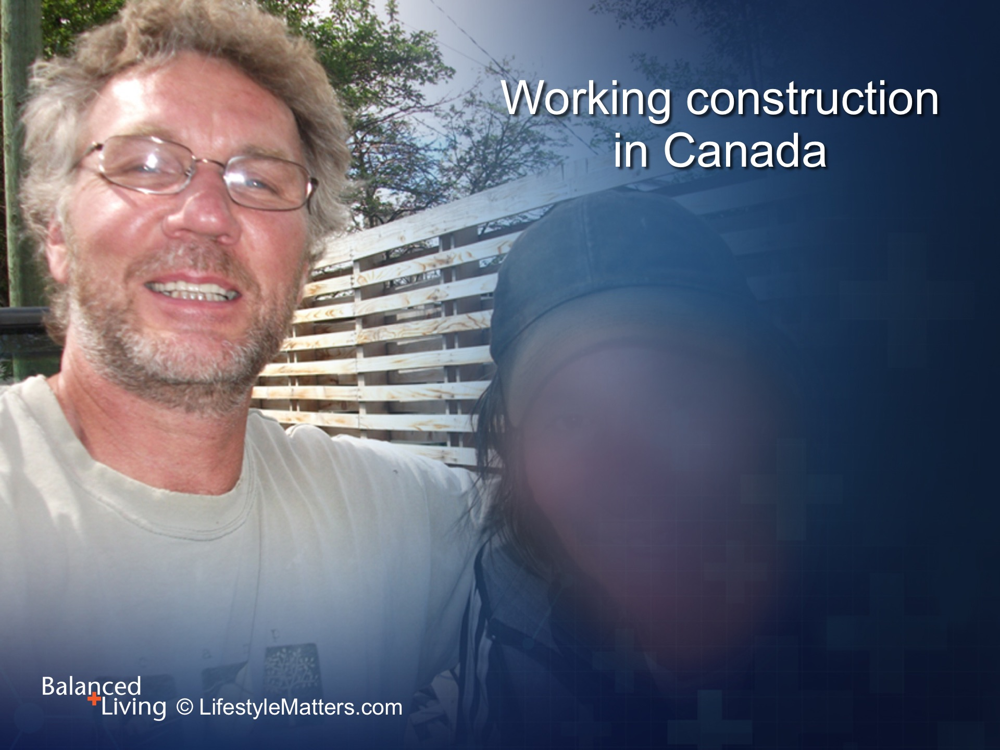 Working construction
in Canada
Balanced
Living © LifestyleMatters.com